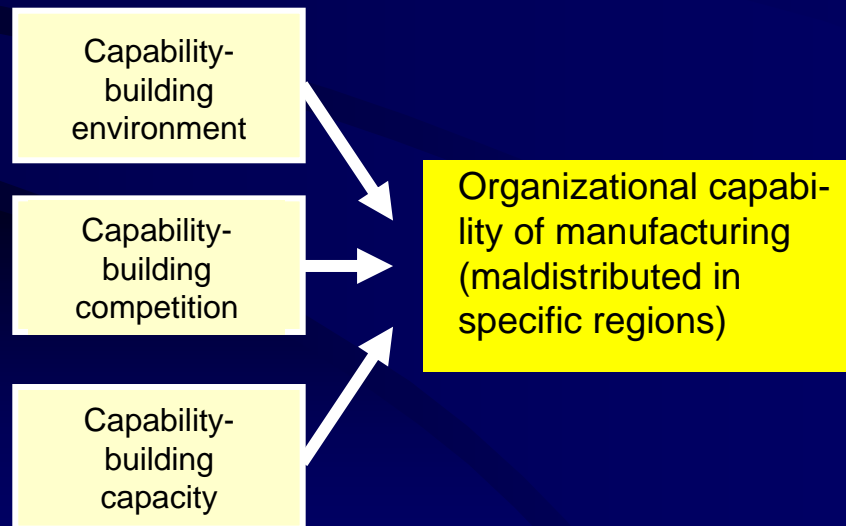 Capability-
building
environment
Capability-
building
competition
Capability-
building
capacity
Organizational capabi-
lity of manufacturing
(maldistributed in
specific regions)